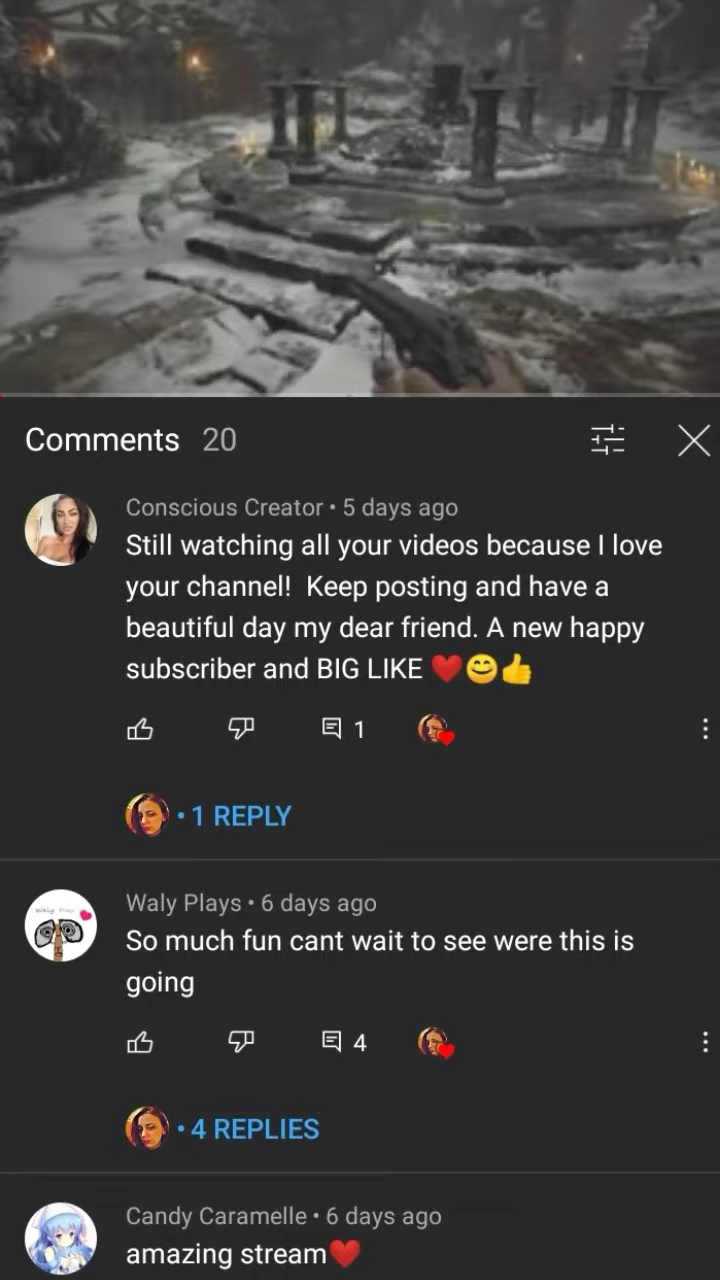 Comments 20
Conscious Creator • 5 days ago
Still watching all your videos because I love
your channel!  Keep posting and have a
beautiful day my dear friend. A new happy
subscriber and BIG LIKE ❤️😊👍
1
• 1 REPLY
Waly Plays • 6 days ago
Waly Plays
So much fun cant wait to see were this is
going
4
• 4 REPLIES
Candy Caramelle • 6 days ago
amazing stream❤️